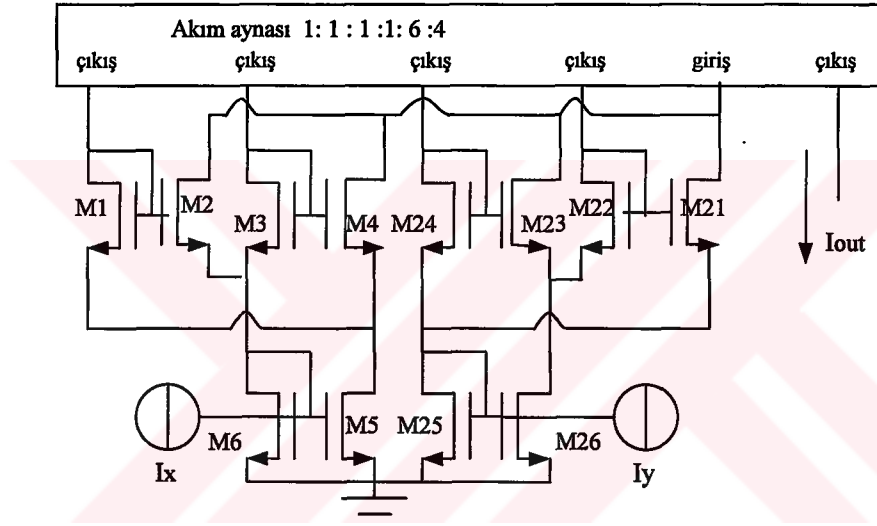 Akım aynası 1: 1 : 1 :1: 6 :4
çıkış çıkış çıkış çıkış giriş çıkış
M1 M2 M3 M4 M24 M23 M22 M21
Iout
M6 M5 M25 M26
Ix Iy